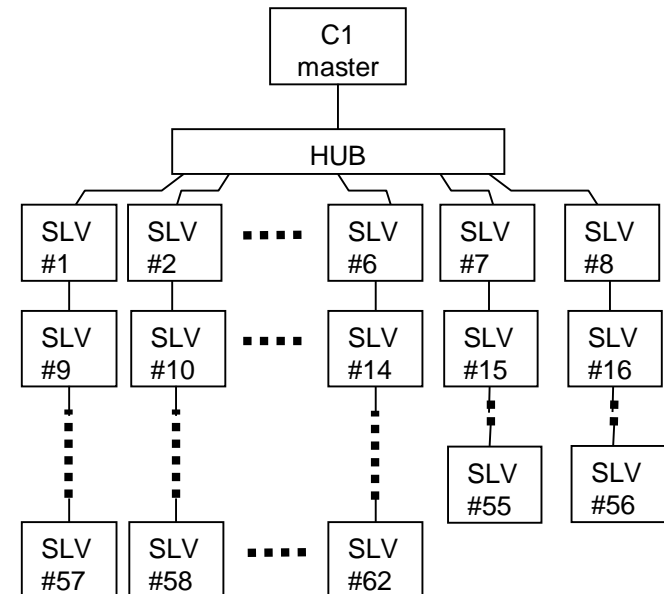 C1
master
HUB
SLV
#1
SLV
#2
SLV
#6
SLV
#7
SLV
#8
SLV
#9
SLV
#10
SLV
#14
SLV
#15
SLV
#16
SLV
#55
SLV
#56
SLV
#57
SLV
#58
SLV
#62